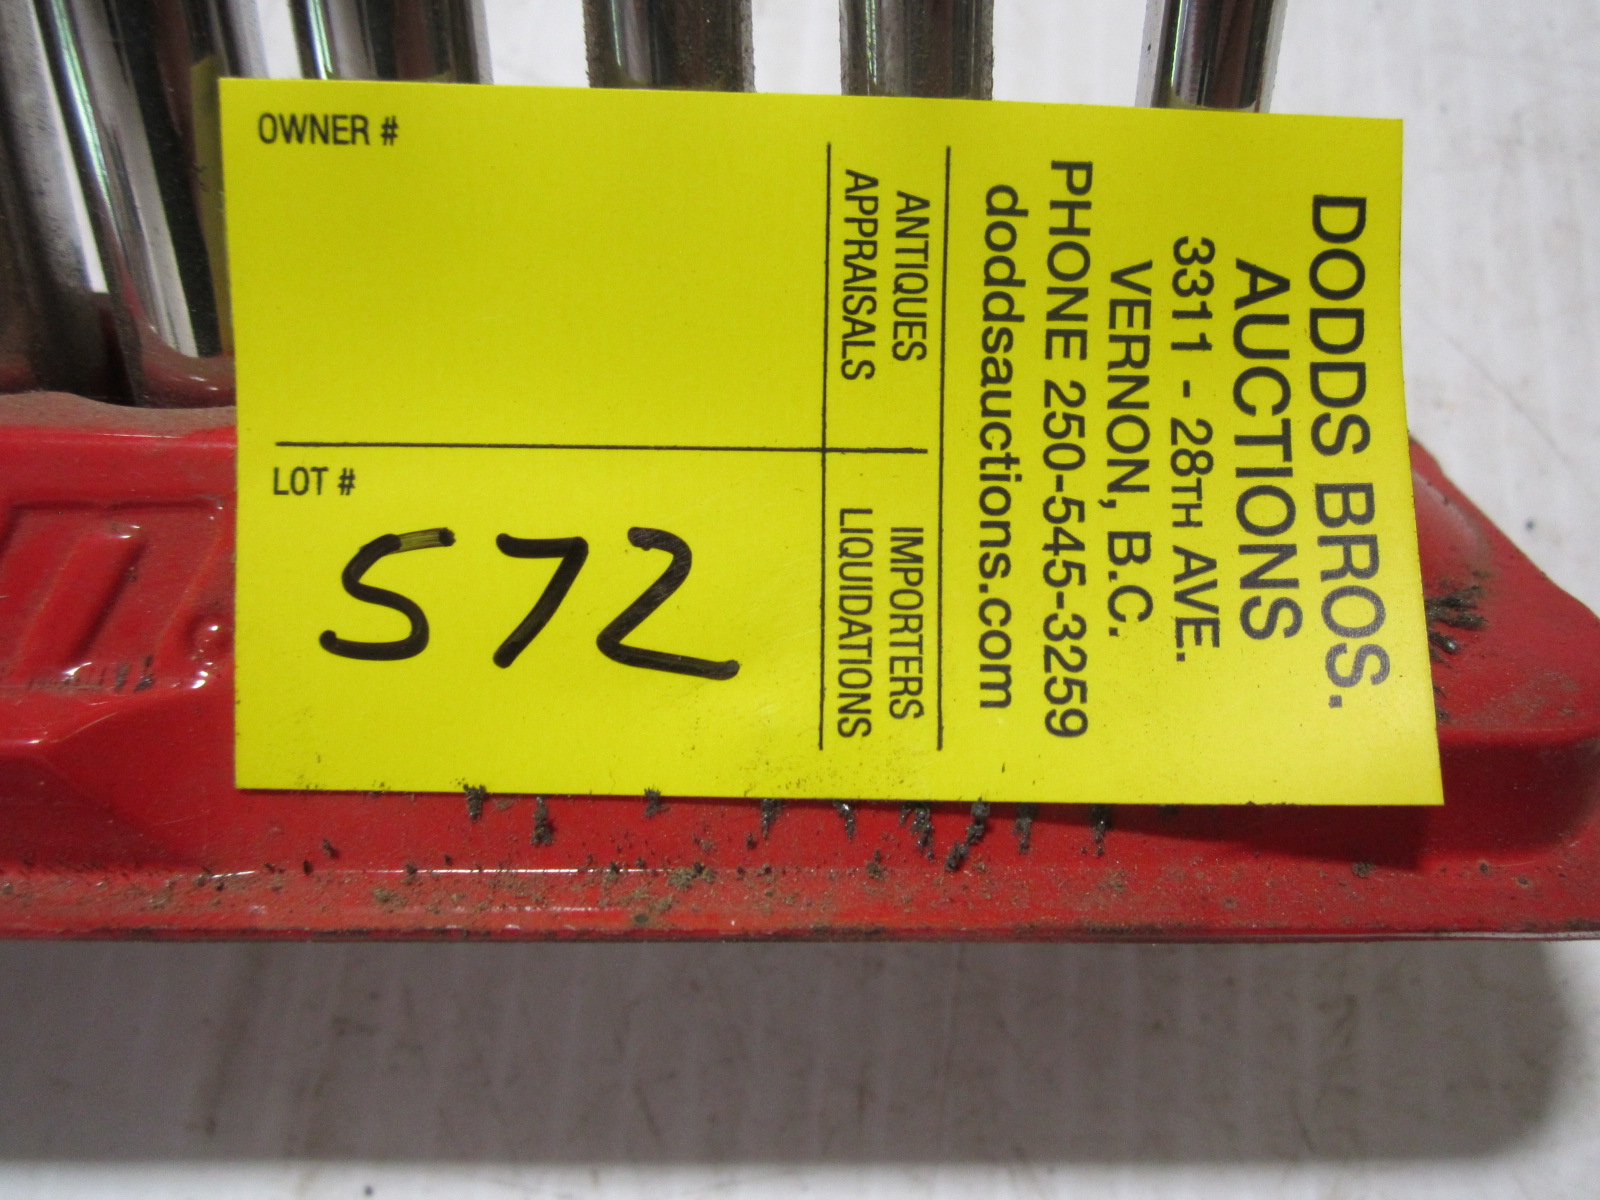 DODDS BROS.
AUCTIONS
3311 - 28TH AVE.
VERNON, B.C.
PHONE 250-545-3259
doddsauctions.com
ANTIQUES
APPRAISALS
IMPORTERS
LIQUIDATIONS
OWNER #
LOT #
572